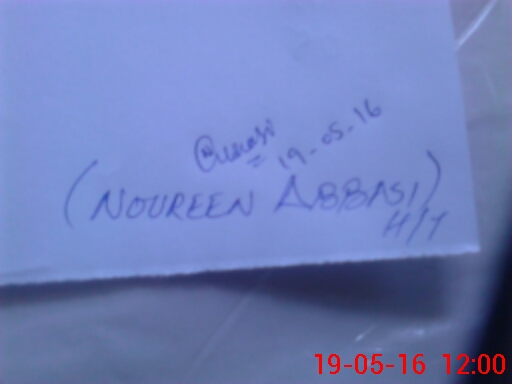 19-05-16
(NOUREEN ABBASI)
H/T
19-05-16 12:00